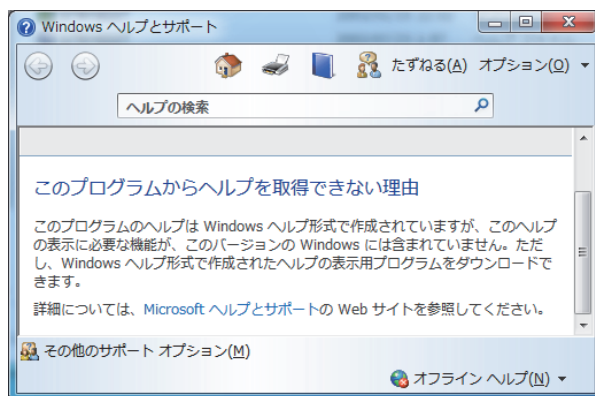 Windows ヘルプとサポート
たずねる(A) オプション(O)
ヘルプの検索
このプログラムからヘルプを取得できない理由
このプログラムのヘルプは Windows ヘルプ形式で作成されていますが、このヘルプ
の表示に必要な機能が、このバージョンの Windows には含まれていません。ただ
し、Windows ヘルプ形式で作成されたヘルプの表示用プログラムをダウンロードで
きます。
詳細については、Microsoft ヘルプとサポートの Web サイトを参照してください。
その他のサポート オプション(M)
オフライン ヘルプ(N)